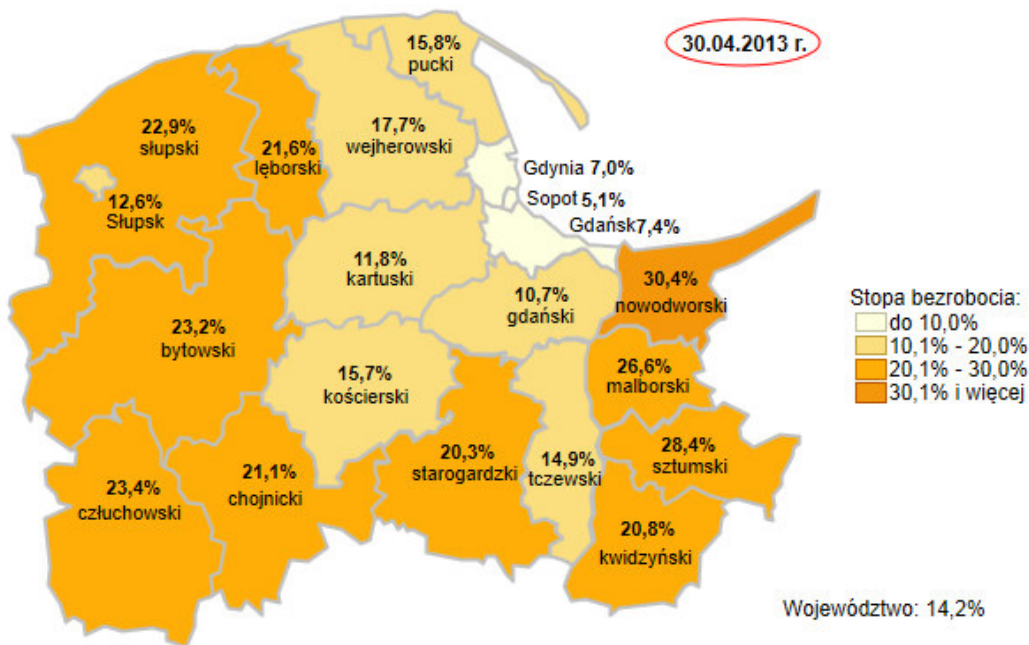 30.04.2013 r.
15,8%
pucki
22,9%
słupski
21,6%
lęborski
17,7%
wejherowski
Gdynia 7,0%
Sopot 5,1%
Gdańsk 7,4%
12,6%
Słupsk
11,8%
kartuski
10,7%
gdański
30,4%
nowodworski
23,2%
bytowski
15,7%
kościerski
26,6%
malborski
20,3%
starogardzki
14,9%
tczewski
28,4%
sztumski
23,4%
człuchowski
21,1%
chojnicki
20,8%
kwidzyński
Stopa bezrobocia:
do 10,0%
10,1% - 20,0%
20,1% - 30,0%
30,1% i więcej
Województwo: 14,2%